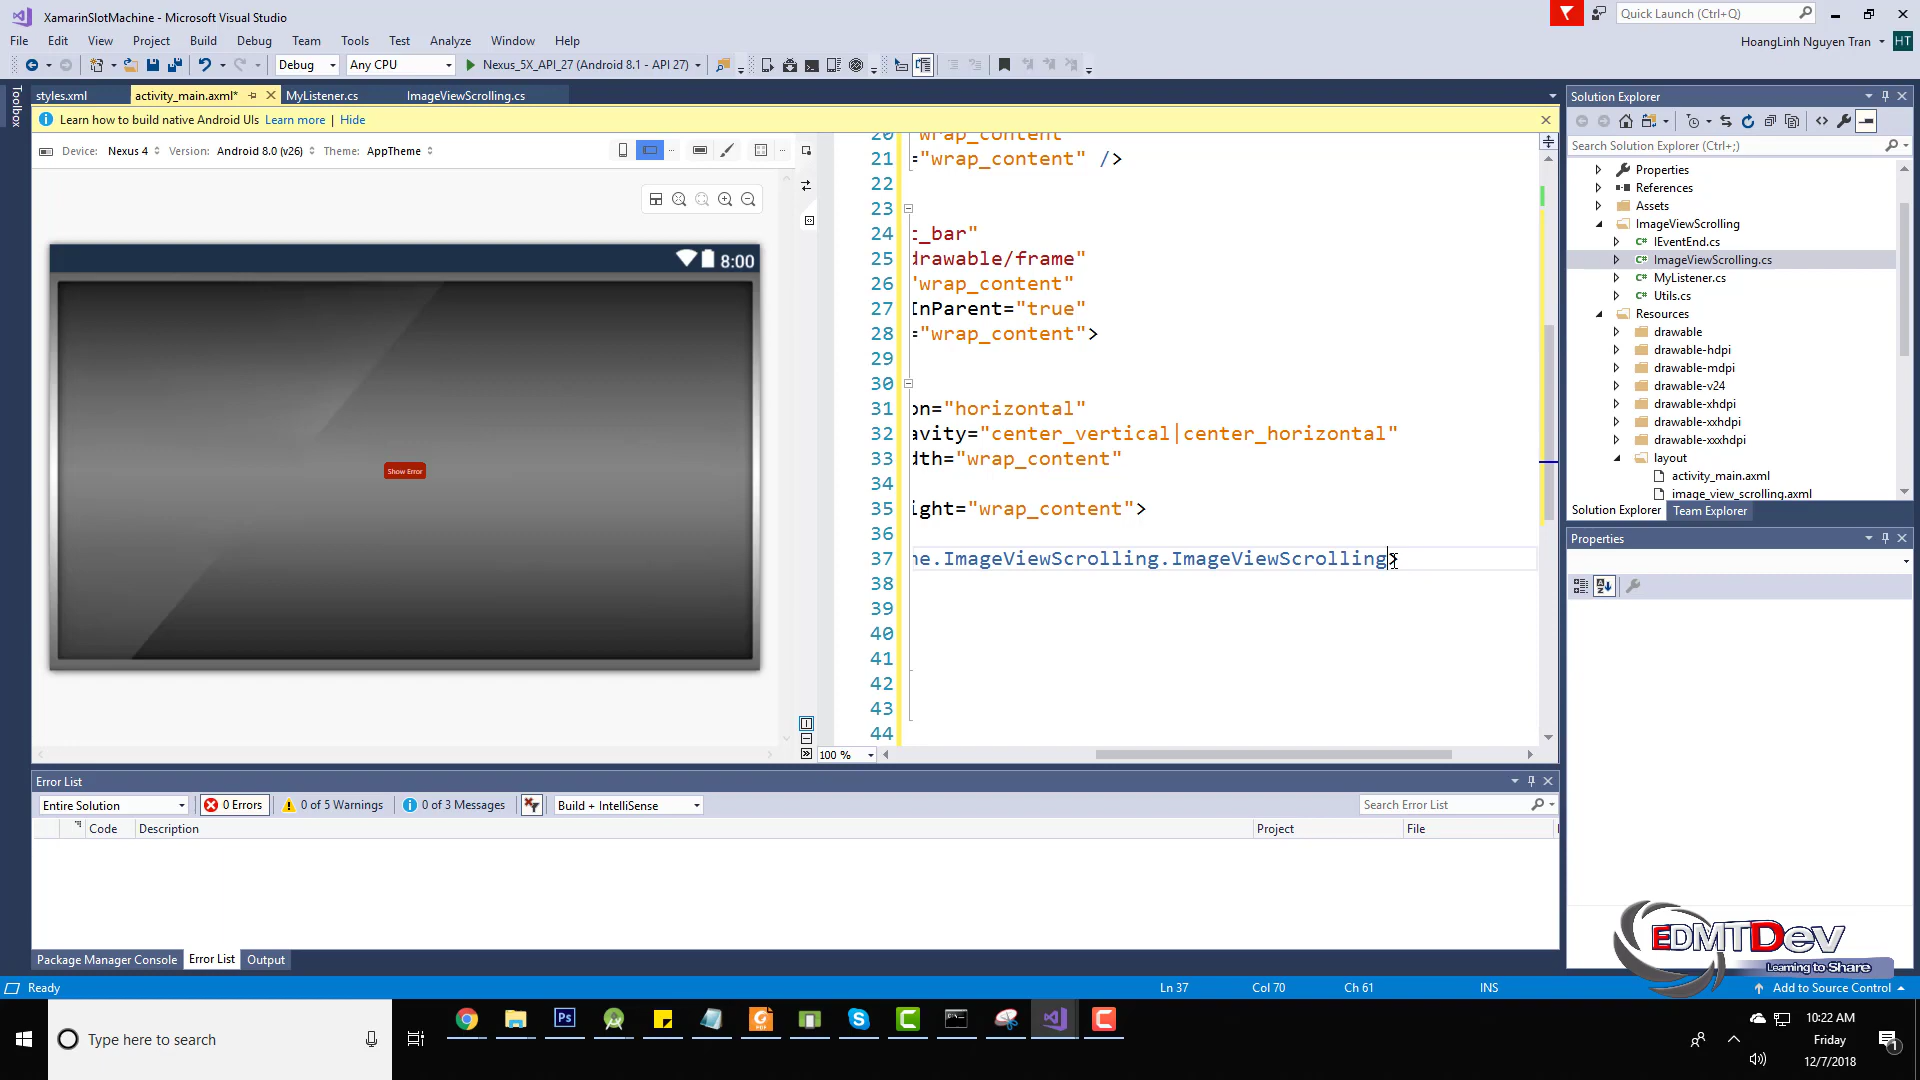 XamarinSlotMachine - Microsoft Visual Studio
Quick Launch (Ctrl+Q)
File Edit View Project Build Debug Team Tools Test Analyze Window Help
HoangLinh Nguyen Tran HT
Debug Any CPU Nexus_5X_API_27 (Android 8.1 - API 27)
Toolbox
styles.xml activity_main.axml* MyListener.cs ImageViewScrolling.cs
Learn how to build native Android UIs Learn more Hide
Device: Nexus 4 Version: Android 8.0 (v26) Theme: AppTheme
8:00
Show Error
20 wrap_content
21 ="wrap_content" />
22
23
24 t_bar"
25 drawable/frame"
26 "wrap_content"
27 InParent="true"
28 ="wrap_content">
29
30
31 on="horizontal"
32 avity="center_vertical|center_horizontal"
33 dth="wrap_content"
34
35 ight="wrap_content">
36
37 ne.ImageViewScrolling.ImageViewScrolling>
38
39
40
41
42
43
44
100 %
Solution Explorer
Search Solution Explorer (Ctrl+;)
Properties
References
Assets
ImageViewScrolling
C# IEventEnd.cs
C# ImageViewScrolling.cs
C# MyListener.cs
C# Utils.cs
Resources
drawable
drawable-hdpi
drawable-mdpi
drawable-v24
drawable-xhdpi
drawable-xxhdpi
drawable-xxxhdpi
layout
activity_main.axml
image_view_scrolling.axml
Solution Explorer Team Explorer
Properties
Error List
Entire Solution 0 Errors 0 of 5 Warnings 0 of 3 Messages Build + IntelliSense Search Error List
Code Description Project File
Package Manager Console Error List Output
EDMTDev
Learning to Share
Ready Ln 37 Col 70 Ch 61 INS Add to Source Control
Type here to search
10:22 AM
Friday
12/7/2018
1